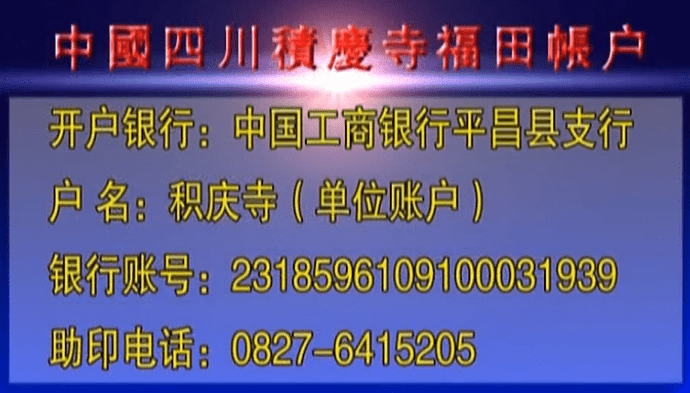 中國四川積慶寺福田帳户
开户银行：中国工商银行平昌县支行
户 名：积庆寺（单位账户）
银行账号：2318596109100031939
助印电话：0827-6415205